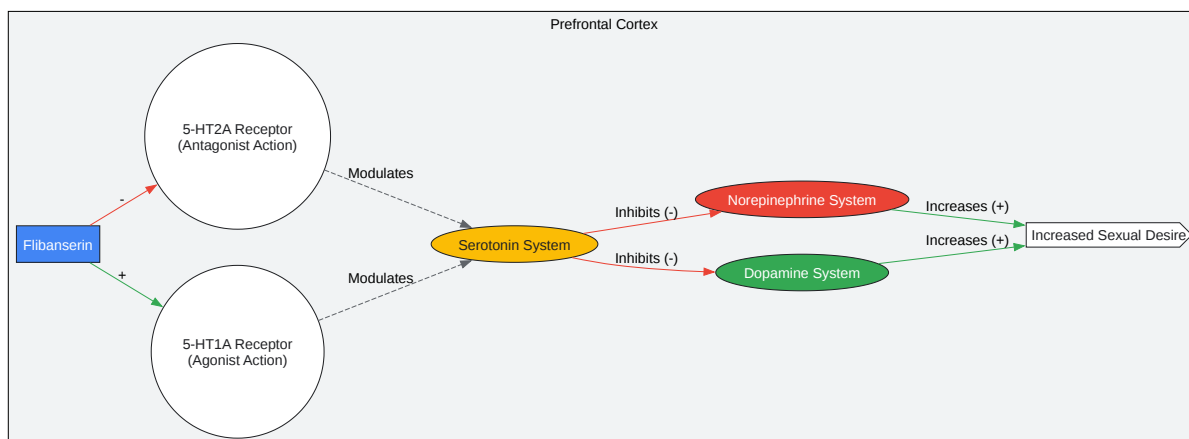 Prefrontal Cortex
5-HT2A Receptor
(Antagonist Action)
Modulates
-
Flibanserin
+
Modulates
5-HT1A Receptor
(Agonist Action)
Serotonin System
Inhibits (-)
Inhibits (-)
Norepinephrine System
Dopamine System
Increases (+)
Increases (+)
Increased Sexual Desire